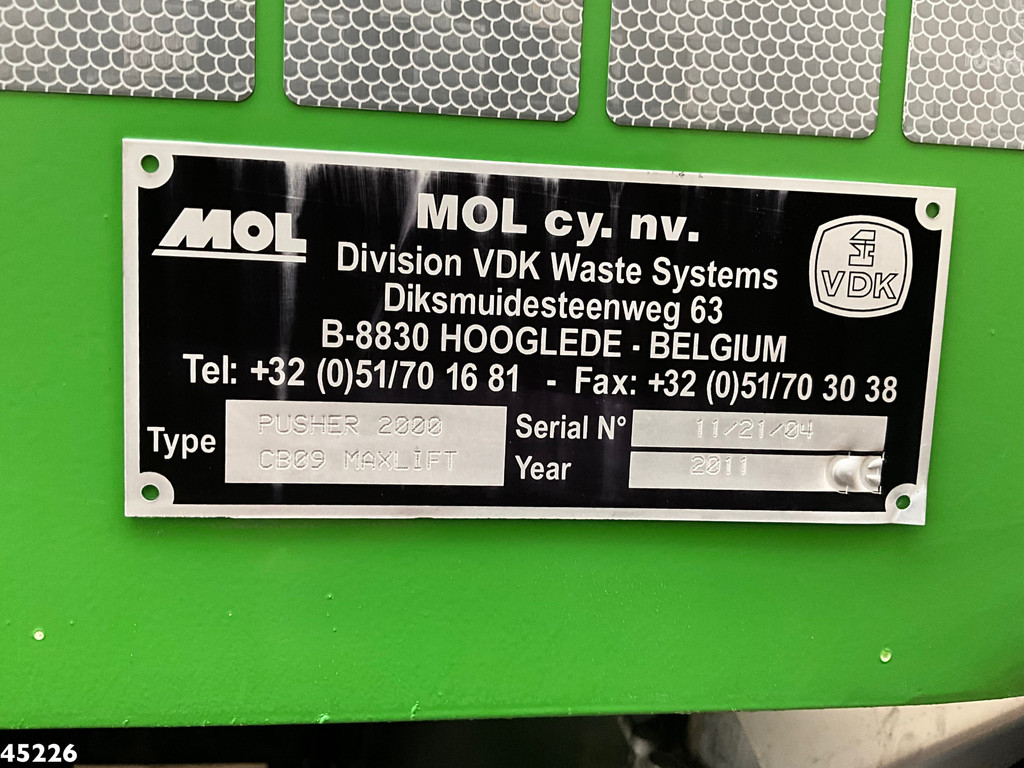 MOL
MOL cy. nv.
Division VDK Waste Systems
Diksmuidesteenweg 63
B-8830 HOOGLEDE - BELGIUM
Tel: +32 (0)51/70 16 81 - Fax: +32 (0)51/70 30 38
VDK
Type
PUSHER 2000
CB09 MAXLIFT
Serial N° 11/21/04
Year 2011
45226